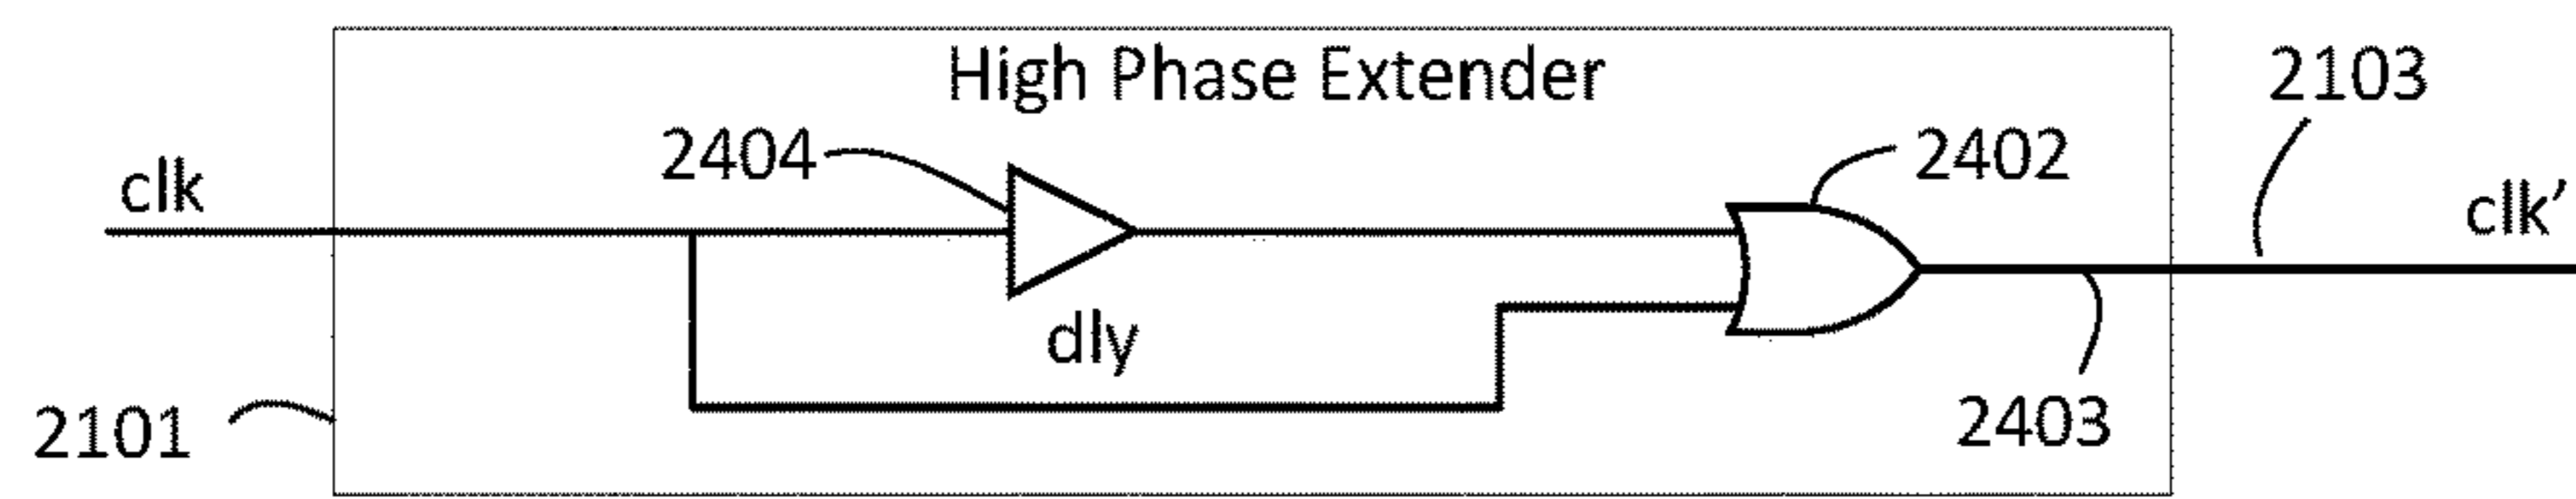 High Phase Extender
2103
2404
2402
clk
clk’
dly
2101
2403